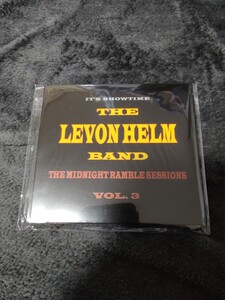 IT'S SHOWTIME
THE
LEVON HELM
BAND
THE MIDNIGHT RAMBLE SESSIONS
VOL. 3